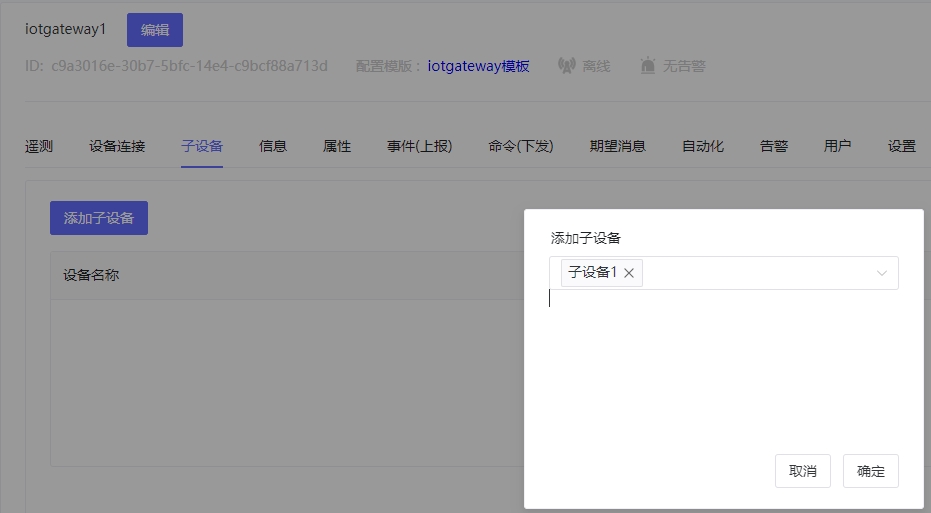 iotgateway1 编辑
ID: c9a3016e-30b7-5bfc-14e4-c9bcf88a713d 配置模版： iotgateway模板 离线 无告警
遥测 设备连接 子设备 信息 属性 事件(上报) 命令(下发) 期望消息 自动化 告警 用户 设置
添加子设备
设备名称
添加子设备
子设备1
取消 确定